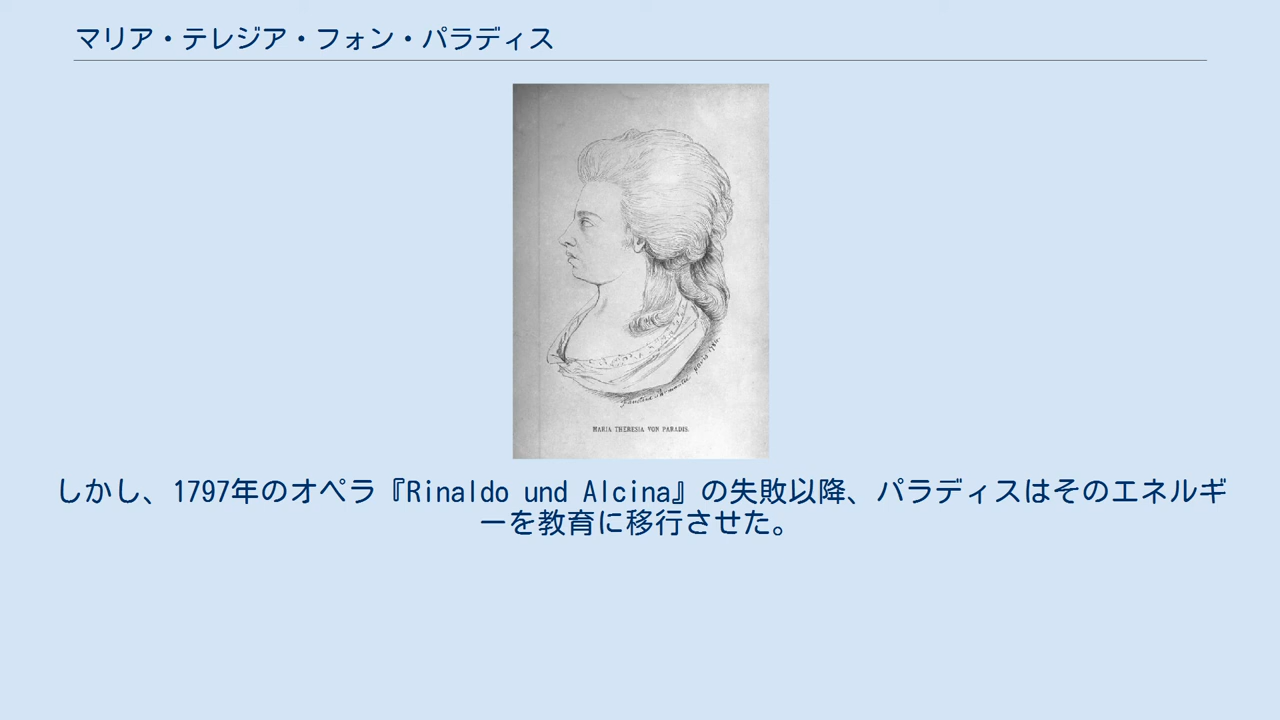 マリア・テレジア・フォン・パラディス
MARIA THERESIA VON PARADIS.
しかし、1797年のオペラ『Rinaldo und Alcina』の失敗以降、パラディスはそのエネルギ
ーを教育に移行させた。